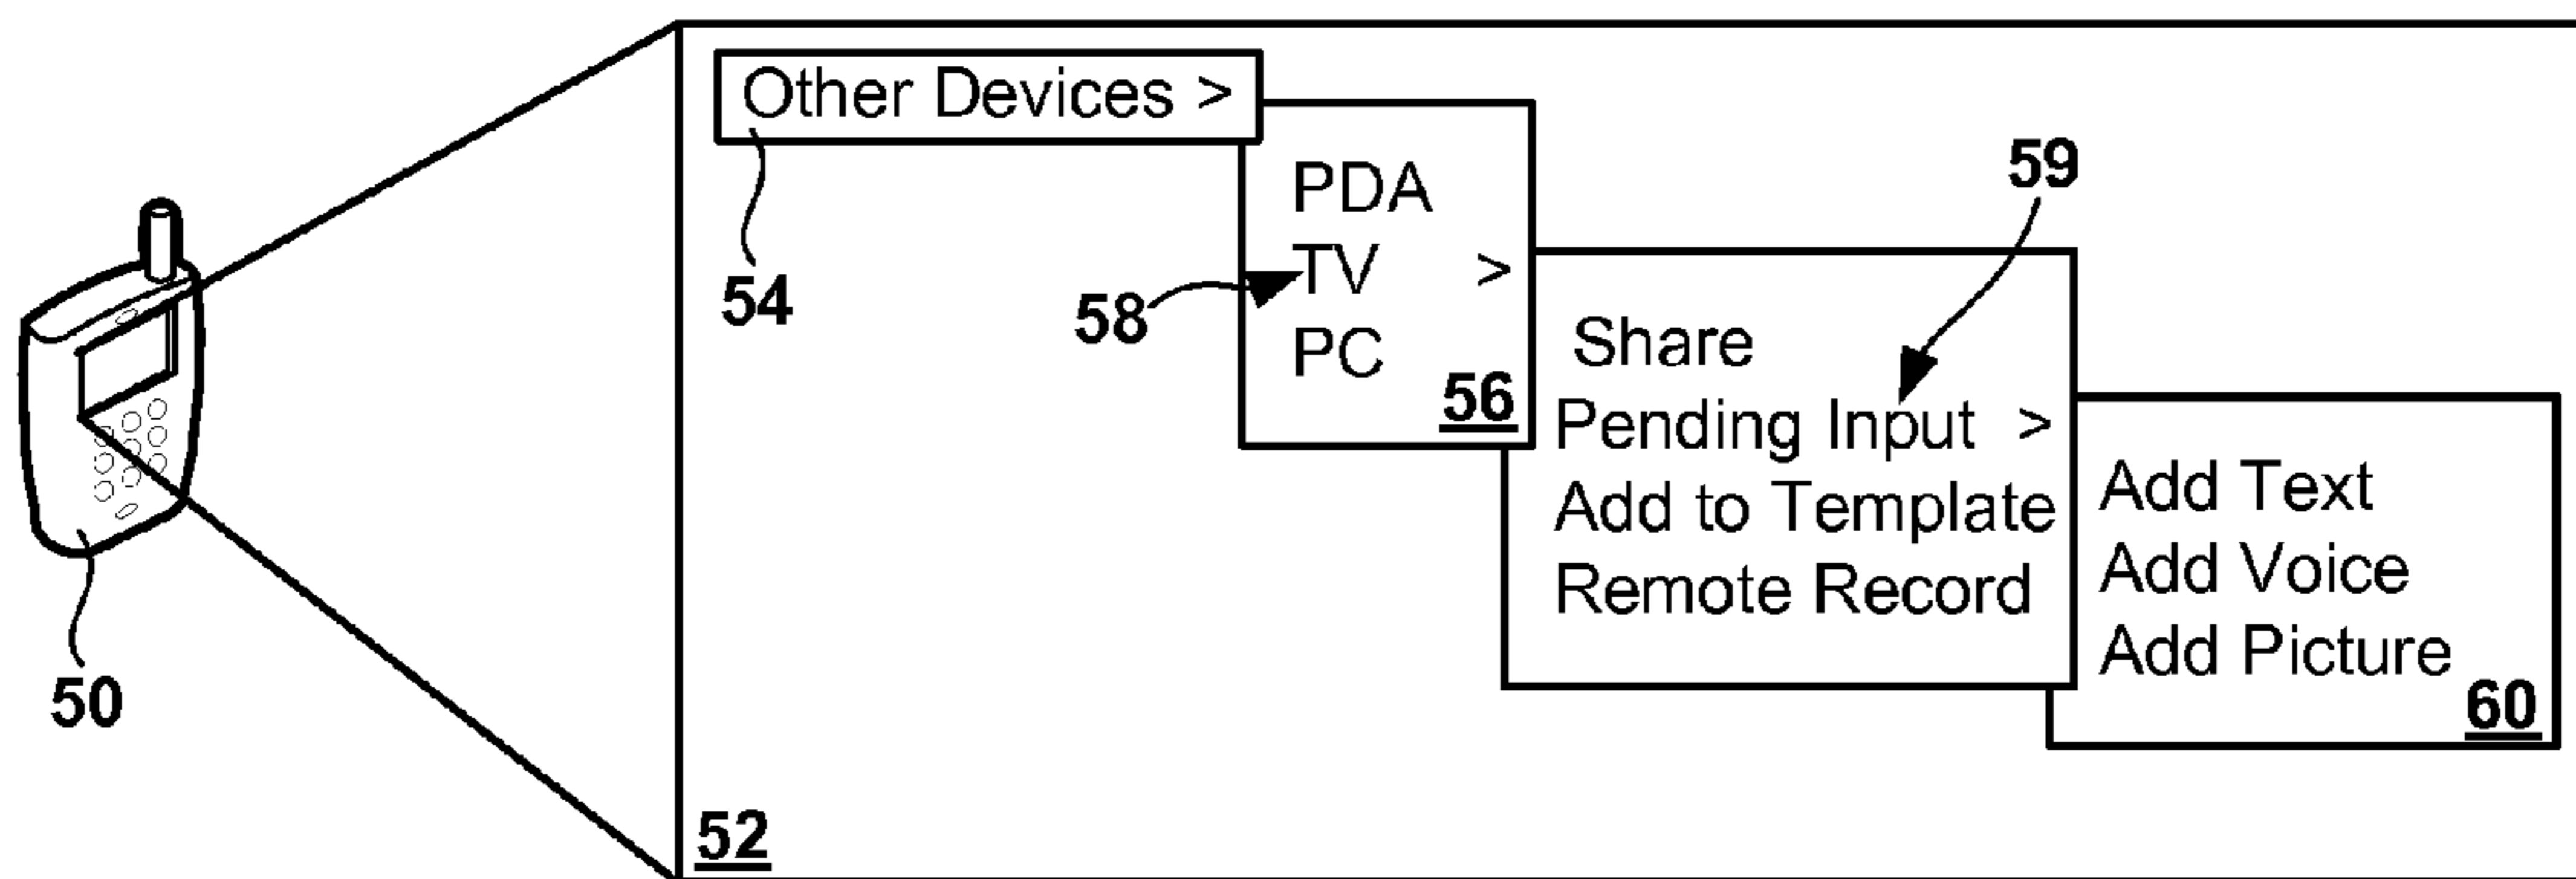 Other Devices >
54
PDA
TV >
PC
56
58
59
Share
Pending Input >
Add to Template
Remote Record
Add Text
Add Voice
Add Picture
60
50
52